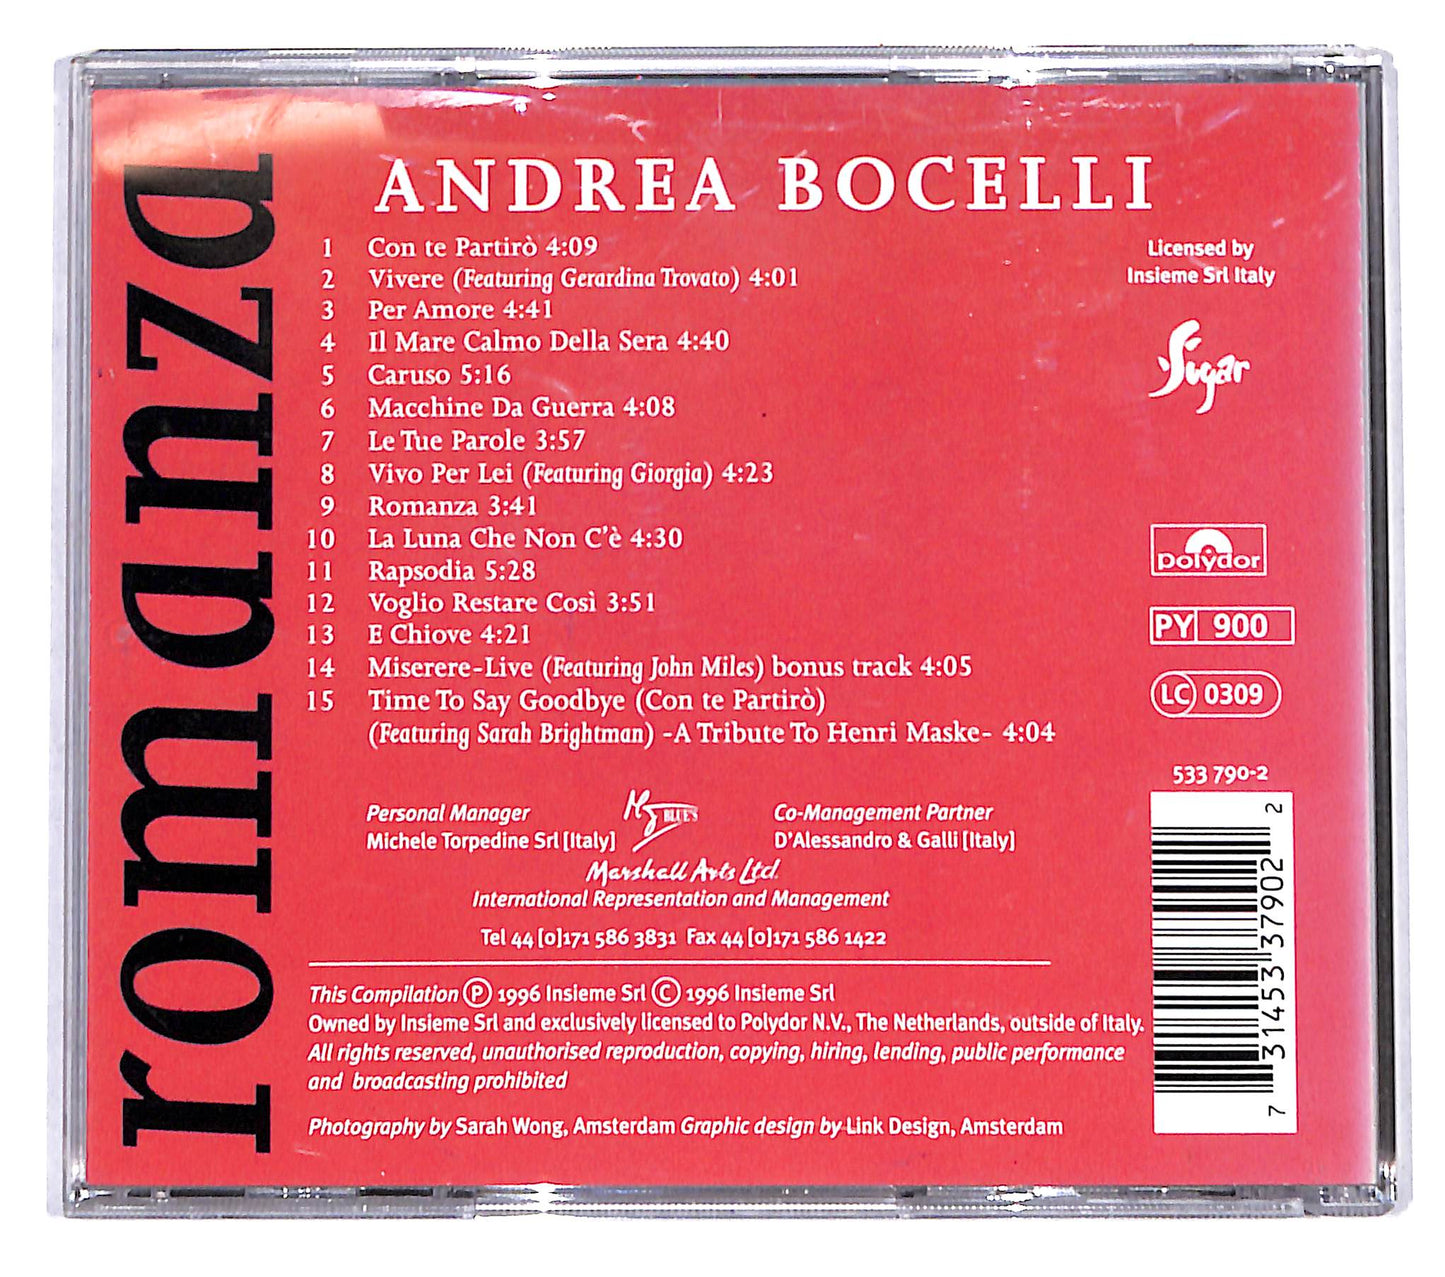 romanza
ANDREA BOCELLI
1 Con te Partirò 4:09
2 Vivere (Featuring Gerardina Trovato) 4:01
3 Per Amore 4:41
4 Il Mare Calmo Della Sera 4:40
5 Caruso 5:16
6 Macchine Da Guerra 4:08
7 Le Tue Parole 3:57
8 Vivo Per Lei (Featuring Giorgia) 4:23
9 Romanza 3:41
10 La Luna Che Non C'è 4:30
11 Rapsodia 5:28
12 Voglio Restare Così 3:51
13 E Chiove 4:21
14 Miserere-Live (Featuring John Miles) bonus track 4:05
15 Time To Say Goodbye (Con te Partirò)
(Featuring Sarah Brightman) -A Tribute To Henri Maske- 4:04
Licensed by
Insieme Srl Italy
Sugar
polydor
PY 900
LC 0309
533 790-2
Personal Manager
Michele Torpedine Srl [Italy]
BLUE'S
Co-Management Partner
D'Alessandro & Galli [Italy]
Marshall Arts Ltd.
International Representation and Management
Tel 44 [0]171 586 3831 Fax 44 [0]171 586 1422
This Compilation Ⓟ 1996 Insieme Srl © 1996 Insieme Srl
Owned by Insieme Srl and exclusively licensed to Polydor N.V., The Netherlands, outside of Italy.
All rights reserved, unauthorised reproduction, copying, hiring, lending, public performance
and broadcasting prohibited
Photography by Sarah Wong, Amsterdam Graphic design by Link Design, Amsterdam
7 31453 37902 2